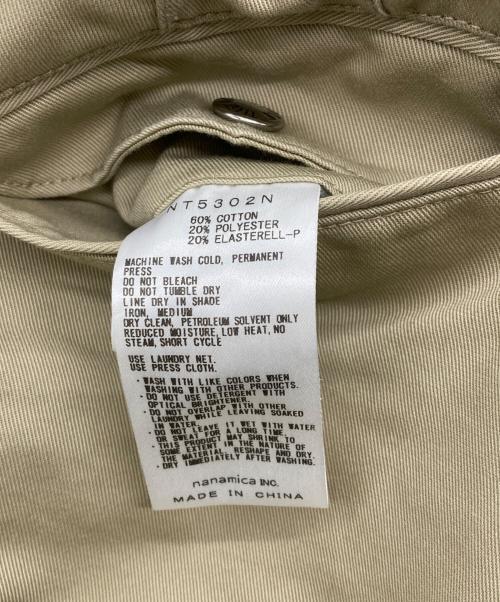 NT5302N
60% COTTON
20% POLYESTER
20% ELASTERELL-P
MACHINE WASH COLD, PERMANENT
PRESS
DO NOT BLEACH
DO NOT TUMBLE DRY
LINE DRY IN SHADE
IRON, MEDIUM
DRY CLEAN, PETROLEUM SOLVENT ONLY
REDUCED MOISTURE, LOW HEAT, NO
STEAM, SHORT CYCLE
USE LAUNDRY NET.
USE PRESS CLOTH.
・WASH WITH LIKE COLORS WHEN
WASHING WITH OTHER PRODUCTS.
・DO NOT USE DETERGENT WITH
OPTICAL BRIGHTENER.
・DO NOT OVERLAP WITH OTHER
LAUNDRY WHILE LEAVING SOAKED
IN WATER.
・DO NOT LEAVE IT WET WITH WATER
OR SWEAT FOR A LONG TIME.
・THIS PRODUCT MAY SHRINK TO
SOME EXTENT IN THE NATURE OF
THE MATERIAL. RESHAPE AND DRY.
・DRY IMMEDIATELY AFTER WASHING.
nanamica INC.
MADE IN CHINA